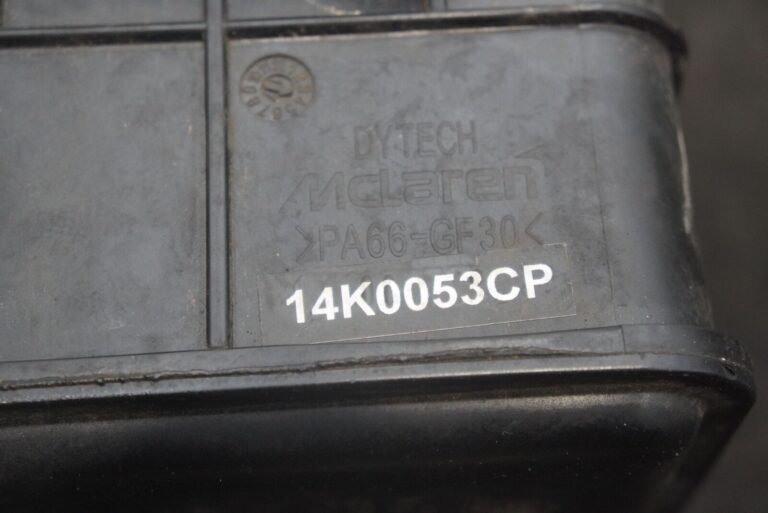 DYTECH
McLaren
>PA66-GF30<
14K0053CP